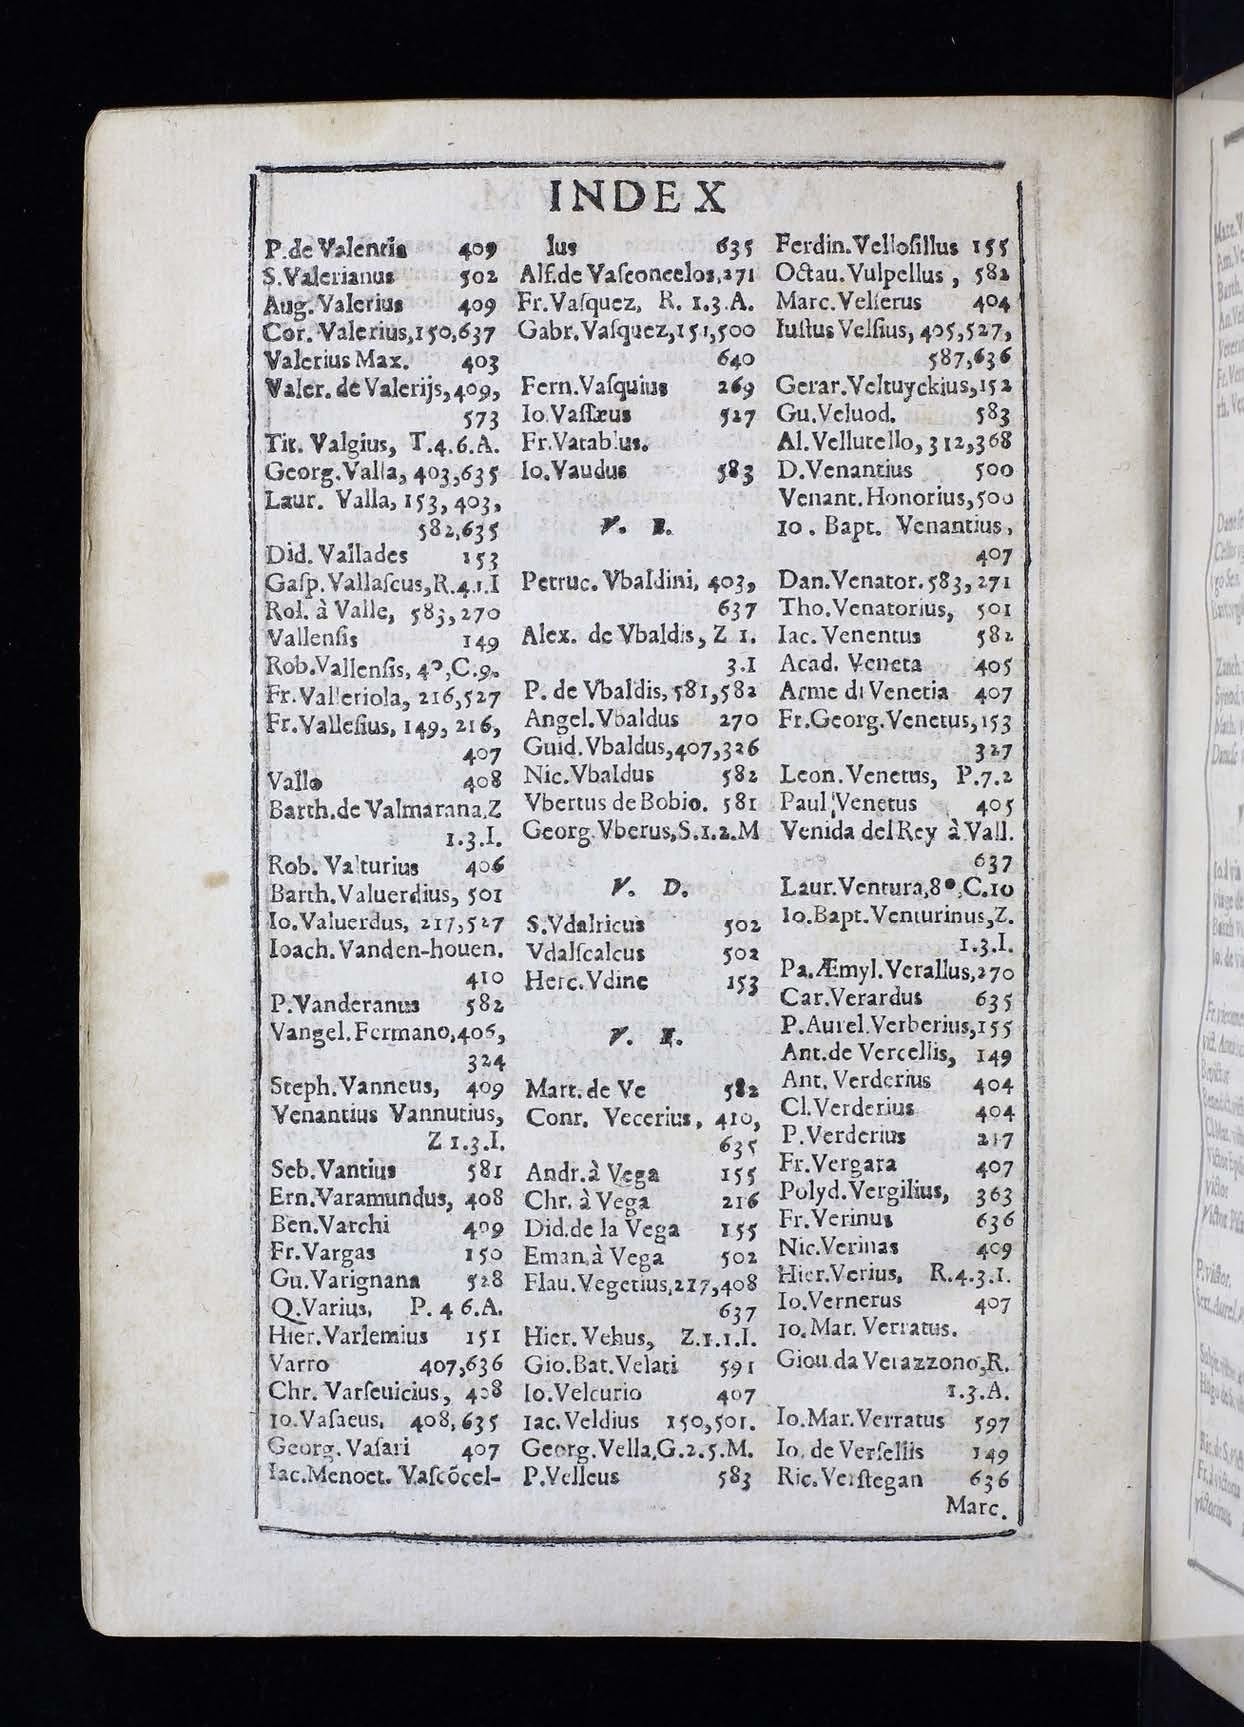 INDEX
P.de Valentia 409
S.Valerianus 502
Aug.Valerius 409
Cor. Valerius,150,637
Valerius Max. 403
Valer. de Valerijs,409,
573
Tit. Valgius, T.4.6.A.
Georg.Valla, 403,635
Laur. Valla, 153, 403,
582,635
Did. Vallades 153
Gaſp. Vallaſcus,R.4.1.I
Rol. à Valle, 583,270
Vallenſis 149
Rob.Vallenſis, 4°,C.9.
Fr.Valleriola, 216,527
Fr.Valleſius, 149, 216,
407
Vallo 408
Barth.de Valmarana.Z
1.3.I.
Rob. Valturius 406
Barth.Valuerdius, 501
Io.Valuerdus, 217,527
Ioach.Vanden-houen.
410
P.Vanderanus 582
Vangel.Fermano,406,
324
Steph.Vanneus, 409
Venantius Vannutius,
Z 1.3.I.
Seb.Vantius 581
Ern.Varamundus, 408
Ben.Varchi 409
Fr.Vargas 150
Gu.Varignana 528
Q.Varius, P. 4 6.A.
Hier.Varlemius 151
Varro 407,636
Chr. Varſeuicius, 408
Io.Vaſaeus, 408,635
Georg.Vaſari 407
Iac.Menoet. Vaſcõcel-
lus 635
Alf.de Vaſconcelos,271
Fr.Vaſquez, R. 1.3.A.
Gabr.Vaſquez,151,500
640
Fern.Vaſquius 269
Io.Vaſſæus 527
Fr.Vatablus.
Io.Vaudus 583
V. B.
Petruc. Vbaldini, 403,
637
Alex. de Vbaldis, Z 1.
3.I
P. de Vbaldis, 581,582
Angel.Vbaldus 270
Guid.Vbaldus,407,326
Nic.Vbaldus 582
Vbertus de Bobio. 581
Georg.Vberus,S.1.2.M
V. D.
S.Vdalricus 502
Vdalſcalcus 502
Herc.Vdine 153
V. E.
Mart.de Ve 582
Conr. Vecerius, 410,
635
Andr.à Vega 155
Chr. à Vega 216
Did.de la Vega 155
Eman.à Vega 502
Flau.Vegetius,217,408
637
Hier. Vehus, Z.1.1.I.
Gio.Bat.Velati 591
Io.Velcurio 407
Iac.Veldius 150,501.
Georg.Vella,G.2.5.M.
P.Velleus 583
Ferdin.Velloſillus 155
Octau.Vulpellus, 582
Marc.Velſerus 404
Iuſtus Velſius, 405,527,
587,636
Gerar.Veltuyckius,152
Gu.Veluod. 583
Al.Vellutello, 312,368
D.Venantius 500
Venant.Honorius,500
Io. Bapt. Venantius,
407
Dan.Venator.583,271
Tho.Venatorius, 501
Iac. Venentus 582
Acad. Veneta 405
Arme di Venetia 407
Fr.Georg.Venetus,153
327
Leon.Venetus, P.7.2
Paul Venetus 405
Venida del Rey à Vall.
637
Laur.Ventura,8°,C.10
Io.Bapt.Venturinus,Z.
1.3.I.
Pa.Æmyl.Verallus,270
Car.Verardus 635
P.Aurel.Verberius,155
Ant.de Vercellis, 149
Ant. Verderius 404
Cl.Verderius 404
P.Verderius 217
Fr.Vergara 407
Polyd.Vergilius, 363
Fr.Verinus 636
Nic.Verinas 409
Hier.Verius, R.4.3.I.
Io.Vernerus 407
Io.Mar. Verratus.
Giou.da Verazzono,R.
1.3.A.
Io.Mar.Verratus 597
Io. de Verſellis 149
Ric.Verſtegan 636
Marc.